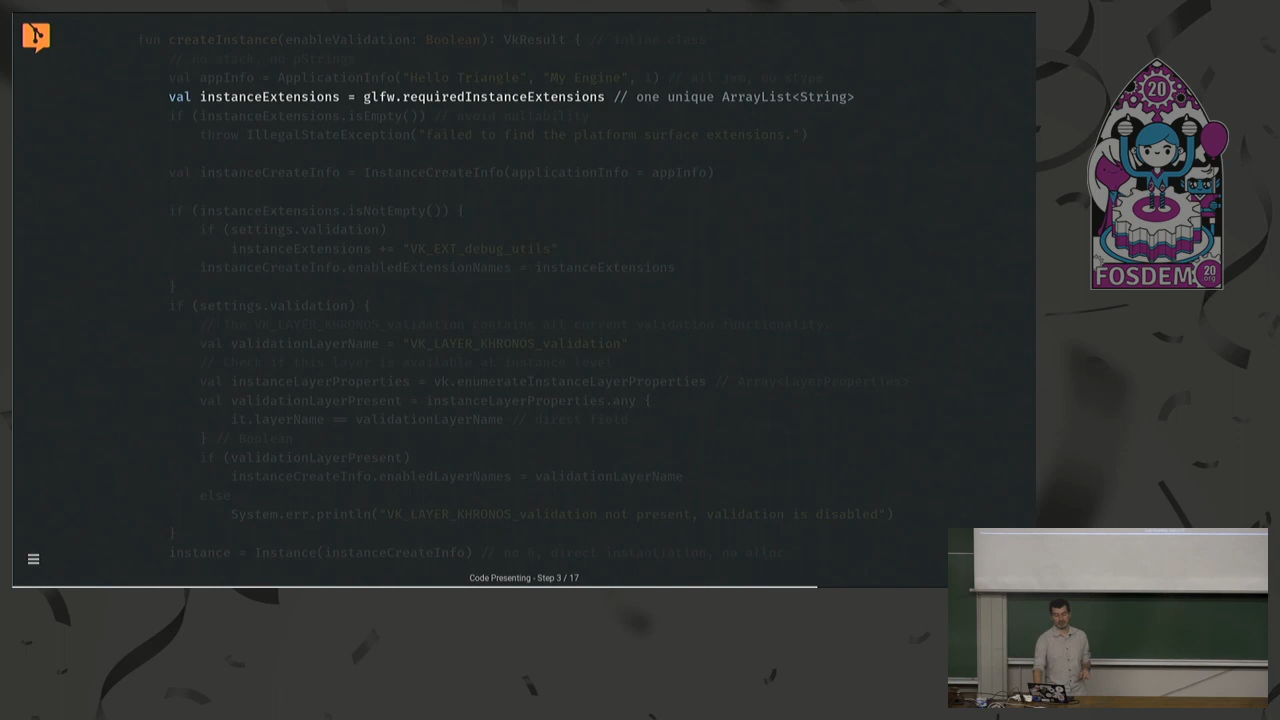 fun createInstance(enableValidation: Boolean): VkResult { // inline class
// no stack, no pStrings
val appInfo = ApplicationInfo("Hello Triangle", "My Engine", 1) // all jvm, no stype
val instanceExtensions = glfw.requiredInstanceExtensions // one unique ArrayList<String>
if (instanceExtensions.isEmpty()) // avoid nullability
throw IllegalStateException("failed to find the platform surface extensions.")
val instanceCreateInfo = InstanceCreateInfo(applicationInfo = appInfo)
if (instanceExtensions.isNotEmpty()) {
if (settings.validation)
instanceExtensions += "VK_EXT_debug_utils"
instanceCreateInfo.enabledExtensionNames = instanceExtensions
}
if (settings.validation) {
// The VK_LAYER_KHRONOS_validation contains all current validation functionality.
val validationLayerName = "VK_LAYER_KHRONOS_validation"
// Check if this layer is available at instance level
val instanceLayerProperties = vk.enumerateInstanceLayerProperties // Array<LayerProperties>
val validationLayerPresent = instanceLayerProperties.any {
it.layerName == validationLayerName // direct field
} // Boolean
if (validationLayerPresent)
instanceCreateInfo.enabledLayerNames = validationLayerName
else
System.err.println("VK_LAYER_KHRONOS_validation not present, validation is disabled")
}
instance = Instance(instanceCreateInfo) // no 0, direct instantiation, no alloc
Code Presenting - Step 3 / 17
20
FOSDEM
20
.org